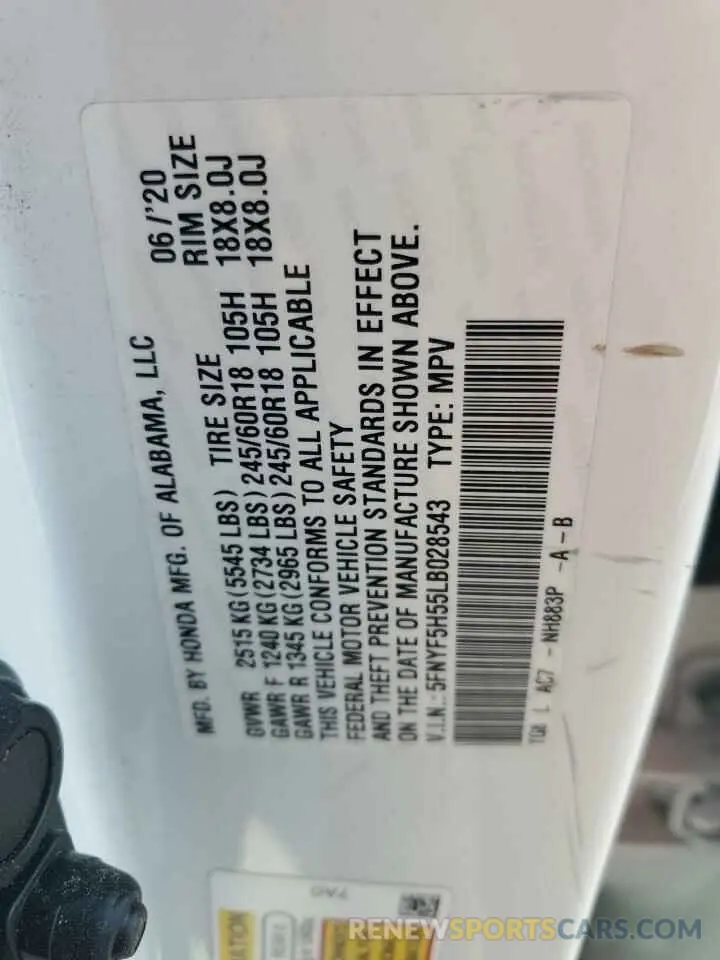 MFD. BY HONDA MFG. OF ALABAMA, LLC 06/'20
TIRE SIZE RIM SIZE
GVWR 2515 KG (5545 LBS)
GAWR F 1240 KG (2734 LBS) 245/60R18 105H 18X8.0J
GAWR R 1345 KG (2965 LBS) 245/60R18 105H 18X8.0J
THIS VEHICLE CONFORMS TO ALL APPLICABLE
FEDERAL MOTOR VEHICLE SAFETY
AND THEFT PREVENTION STANDARDS IN EFFECT
ON THE DATE OF MANUFACTURE SHOWN ABOVE.
V.I.N.: 5FNYF5H55LB028543 TYPE: MPV
TG8 L AC7 - NH883P -A-B
7A0
RENEWSPORTSCARS.COM